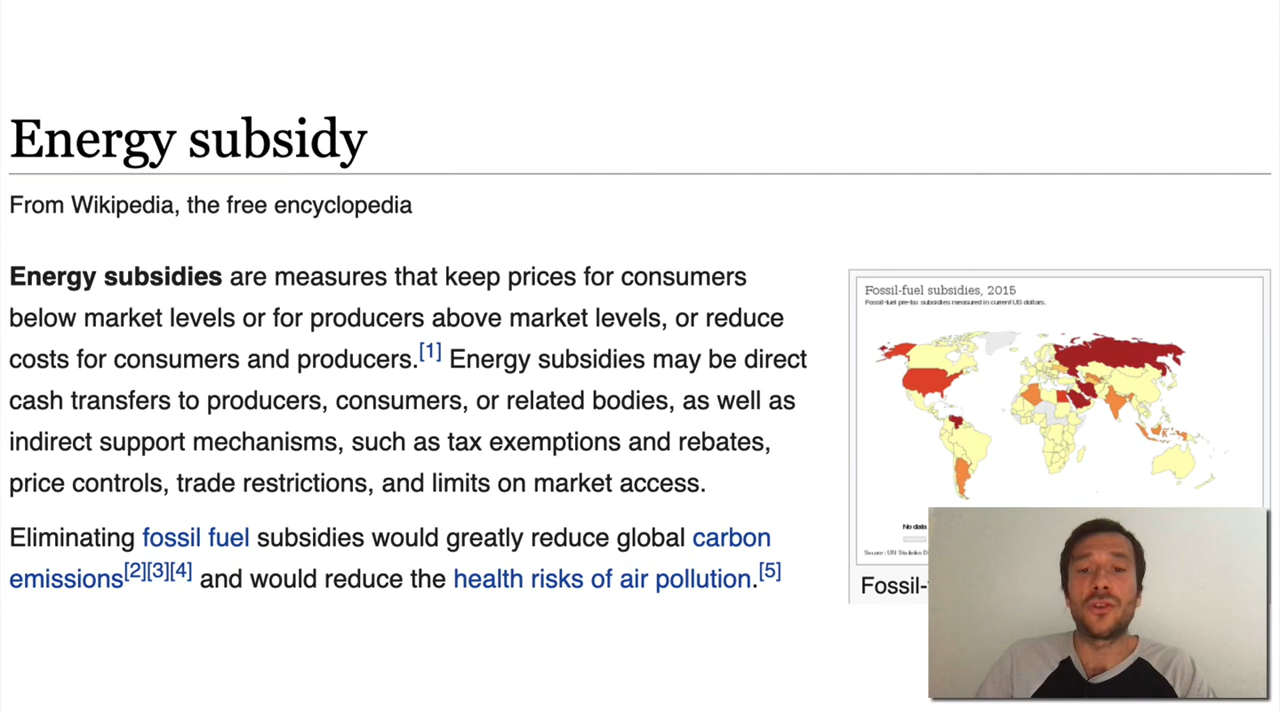 Energy subsidy
From Wikipedia, the free encyclopedia
Energy subsidies are measures that keep prices for consumers
below market levels or for producers above market levels, or reduce
costs for consumers and producers.[1] Energy subsidies may be direct
cash transfers to producers, consumers, or related bodies, as well as
indirect support mechanisms, such as tax exemptions and rebates,
price controls, trade restrictions, and limits on market access.
Eliminating fossil fuel subsidies would greatly reduce global carbon
emissions[2][3][4] and would reduce the health risks of air pollution.[5]
Fossil-fuel subsidies, 2015
Fossil-fuel pre-tax subsidies measured in current US dollars.
No data
Source: UN Statistics D
Fossil-